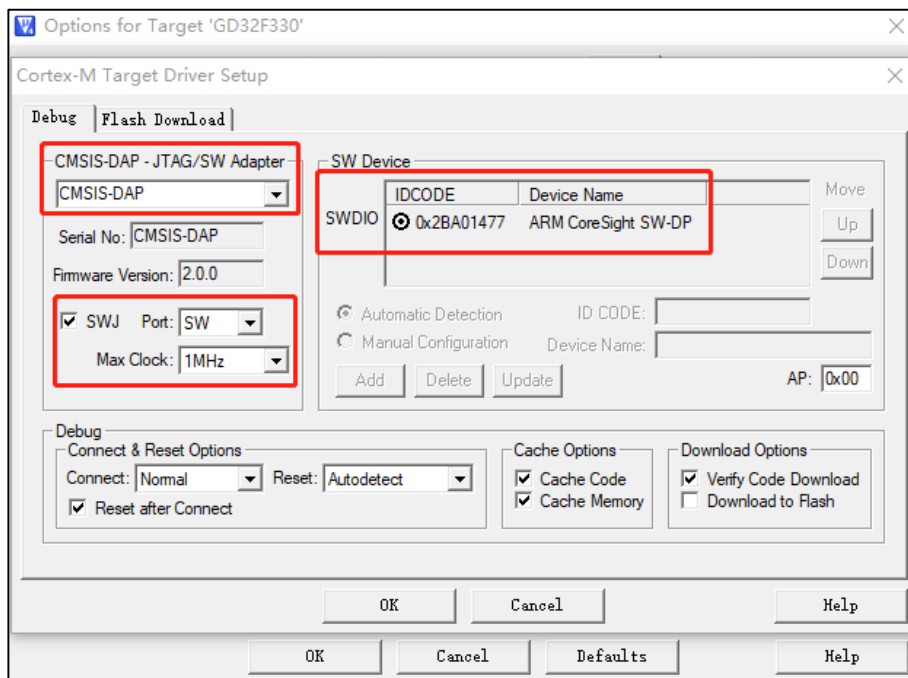 Options for Target 'GD32F330'
Cortex-M Target Driver Setup
Debug Flash Download
CMSIS-DAP - JTAG/SW Adapter
CMSIS-DAP
Serial No: CMSIS-DAP
Firmware Version: 2.0.0
SWJ Port: SW
Max Clock: 1MHz
SW Device
IDCODE Device Name
SWDIO 0x2BA01477 ARM CoreSight SW-DP
Move
Up
Down
Automatic Detection ID CODE:
Manual Configuration Device Name:
Add Delete Update AP: 0x00
Debug
Connect & Reset Options
Connect: Normal Reset: Autodetect
Reset after Connect
Cache Options
Cache Code
Cache Memory
Download Options
Verify Code Download
Download to Flash
OK Cancel Help
OK Cancel Defaults Help